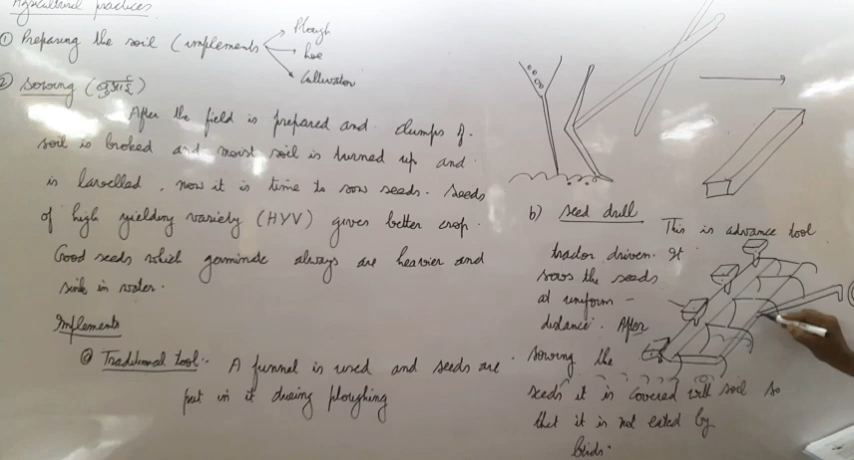 Agricultural practices
① Preparing the soil (implements
Plough
hoe
Cultivator
2) Sowing (
After the field is prepared and clumps of
soil is broked and moist soil is turned up and
is lavelled, now it is time to sow seeds. Seeds
of high yielding variety (HYV) gives better crop.
Good seeds which germinde always are heavier and
sink in water.
Implements
ⓐ Traditional tool:- A funnel is used and seeds are
put in it during ploughing
b) seed drill
This is advance tool
tractor driven. It
sows the seeds
at uniform -
distance. After
sowing the
seeds it is covered with soil so
that it is not eated by
birds.